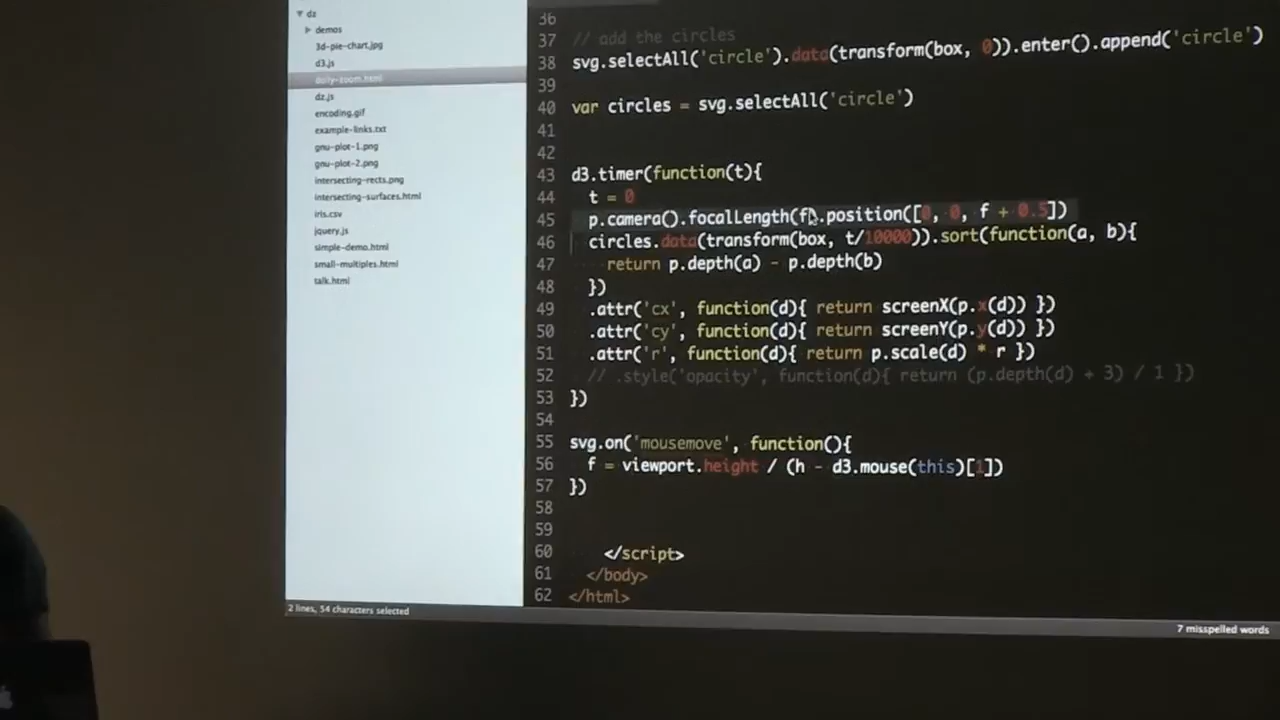 dz
demos
3d-pie-chart.jpg
d3.js
dolly-zoom.html
dz.js
encoding.gif
example-links.txt
gnu-plot-1.png
gnu-plot-2.png
intersecting-rects.png
intersecting-surfaces.html
iris.csv
jquery.js
simple-demo.html
small-multiples.html
talk.html
2 lines, 54 characters selected
36
37 // add the circles
38 svg.selectAll('circle').data(transform(box, 0)).enter().append('circle')
39
40 var circles = svg.selectAll('circle')
41
42
43 d3.timer(function(t){
44 t = 0
45 p.camera().focalLength(f).position([0, 0, f + 0.5])
46 circles.data(transform(box, t/10000)).sort(function(a, b){
47 return p.depth(a) - p.depth(b)
48 })
49 .attr('cx', function(d){ return screenX(p.x(d)) })
50 .attr('cy', function(d){ return screenY(p.y(d)) })
51 .attr('r', function(d){ return p.scale(d) * r })
52 // .style('opacity', function(d){ return (p.depth(d) + 3) / 1 })
53 })
54
55 svg.on('mousemove', function(){
56 f = viewport.height / (h - d3.mouse(this)[1])
57 })
58
59
60 </script>
61 </body>
62 </html>
7 misspelled words